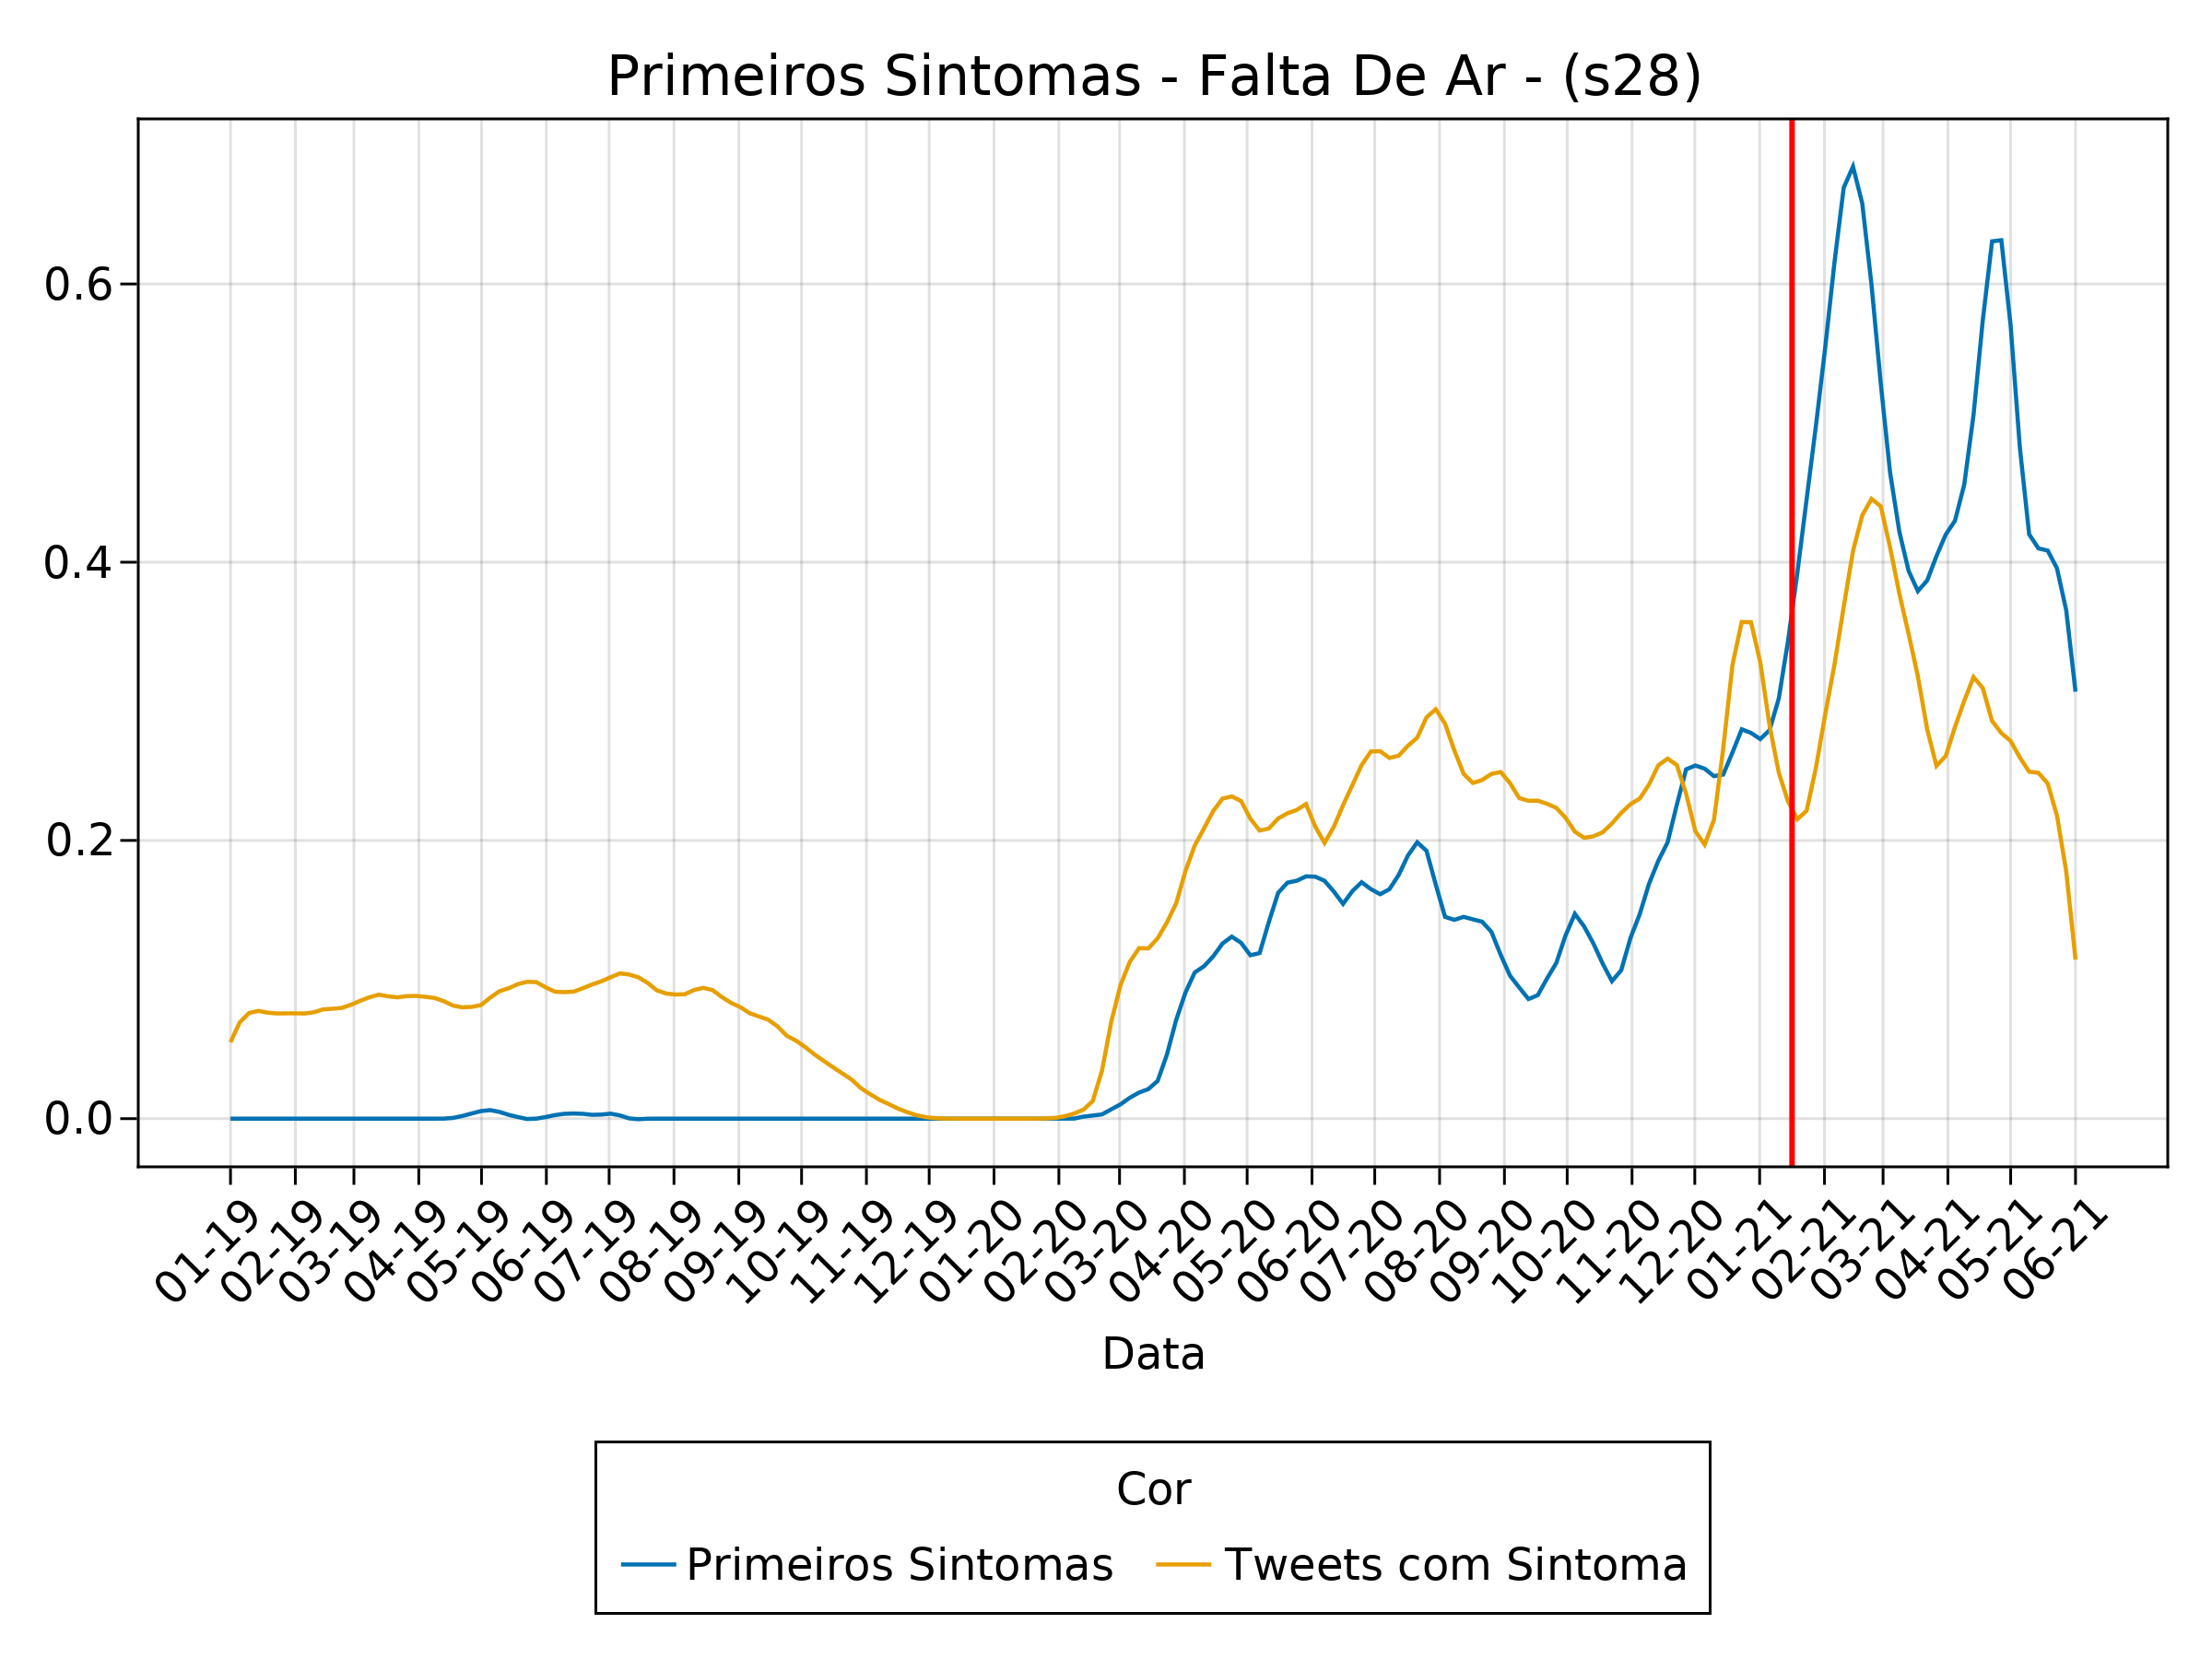 Primeiros Sintomas - Falta De Ar - (s28)
0.6
0.4
0.2
0.0
01-19 02-19 03-19 04-19 05-19 06-19 07-19 08-19 09-19 10-19 11-19 12-19 01-20 02-20 03-20 04-20 05-20 06-20 07-20 08-20 09-20 10-20 11-20 12-20 01-21 02-21 03-21 04-21 05-21 06-21
Data
Cor
Primeiros Sintomas Tweets com Sintoma